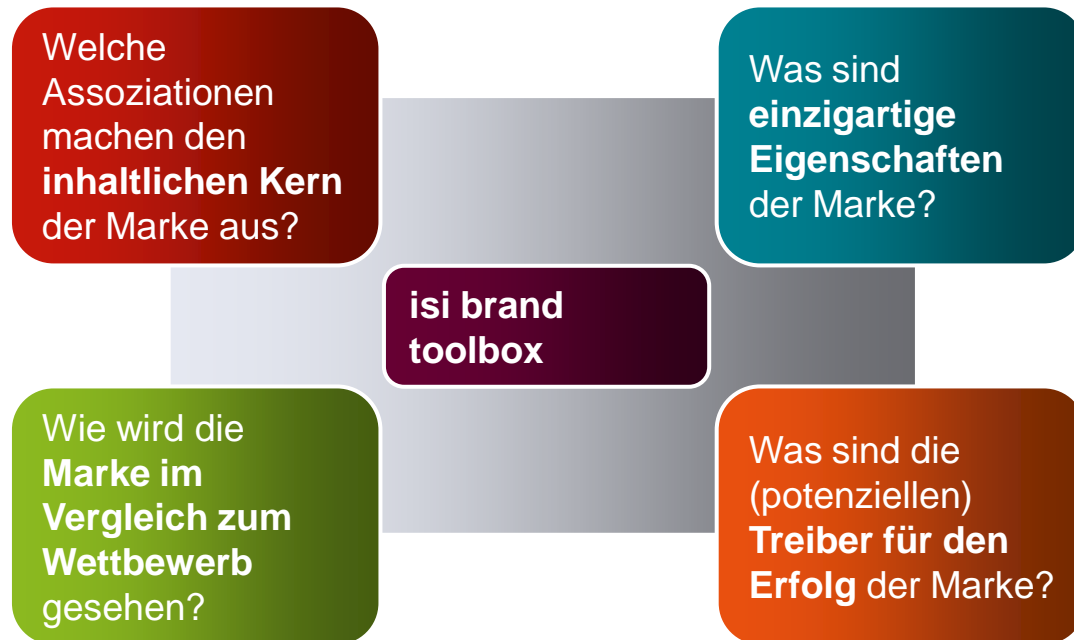 Welche
Assoziationen
machen den
inhaltlichen Kern
der Marke aus?
Was sind
einzigartige
Eigenschaften
der Marke?
isi brand
toolbox
Wie wird die
Marke im
Vergleich zum
Wettbewerb
gesehen?
Was sind die
(potenziellen)
Treiber für den
Erfolg der Marke?